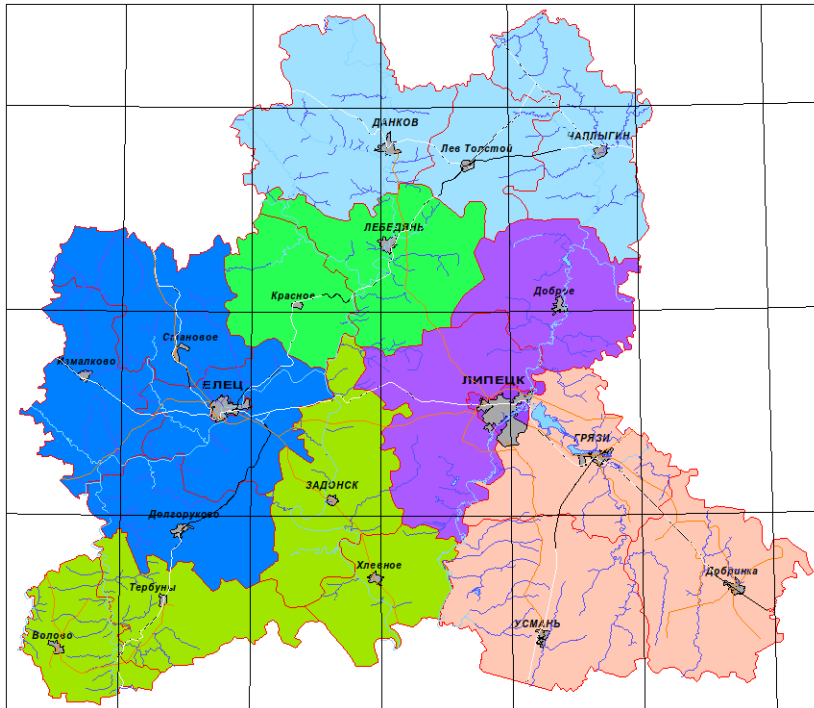 ДАНКОВ
ЧАПЛЫГИН
Лев Толстой
ЛЕБЕДЯНЬ
Красное
Доброе
Становое
Измалково
ЕЛЕЦ
ЛИПЕЦК
ГРЯЗИ
ЗАДОНСК
Долгоруково
Хлевное
Добринка
Тербуны
УСМАНЬ
Волово